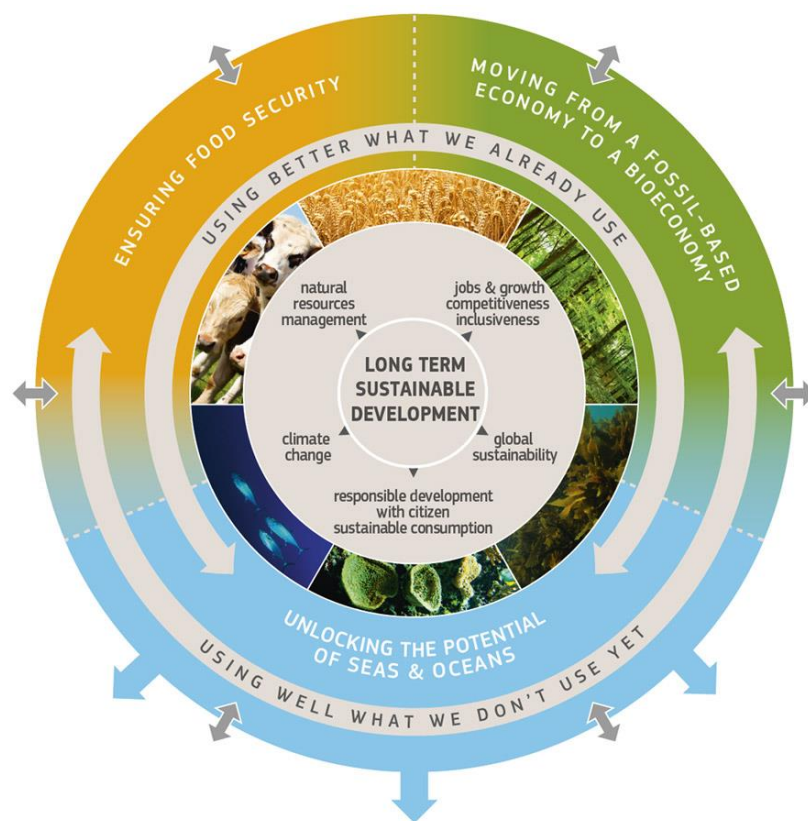 ENSURING FOOD SECURITY
MOVING FROM A FOSSIL-BASED
ECONOMY TO A BIOECONOMY
USING BETTER WHAT WE ALREADY USE
natural
resources
management
jobs & growth
competitiveness
inclusiveness
LONG TERM
SUSTAINABLE
DEVELOPMENT
climate
change
global
sustainability
responsible development
with citizen
sustainable consumption
UNLOCKING THE POTENTIAL
OF SEAS & OCEANS
USING WELL WHAT WE DON'T USE YET